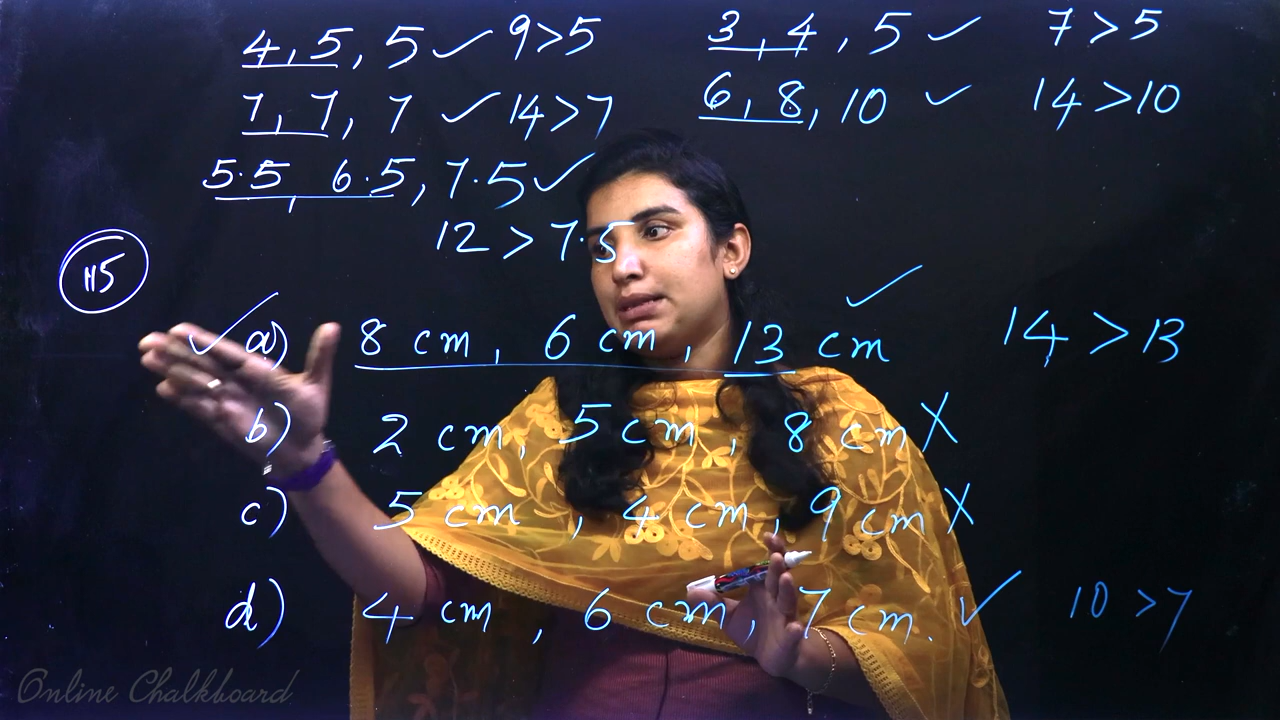 4, 5, 5 ✓ 9>5 3, 4, 5 ✓ 7>5
7, 7, 7 ✓ 14>7 6, 8, 10 ✓ 14>10
5.5 , 6.5, 7.5 ✓
12 > 7.5
115
✓ a) 8 cm, 6 cm, 13 cm ✓ 14 > 13
b) 2 cm, 5 cm, 8 cm X
c) 5 cm, 4 cm, 9 cm X
d) 4 cm, 6 cm, 7 cm. ✓ 10 >7
Online Chalkboard